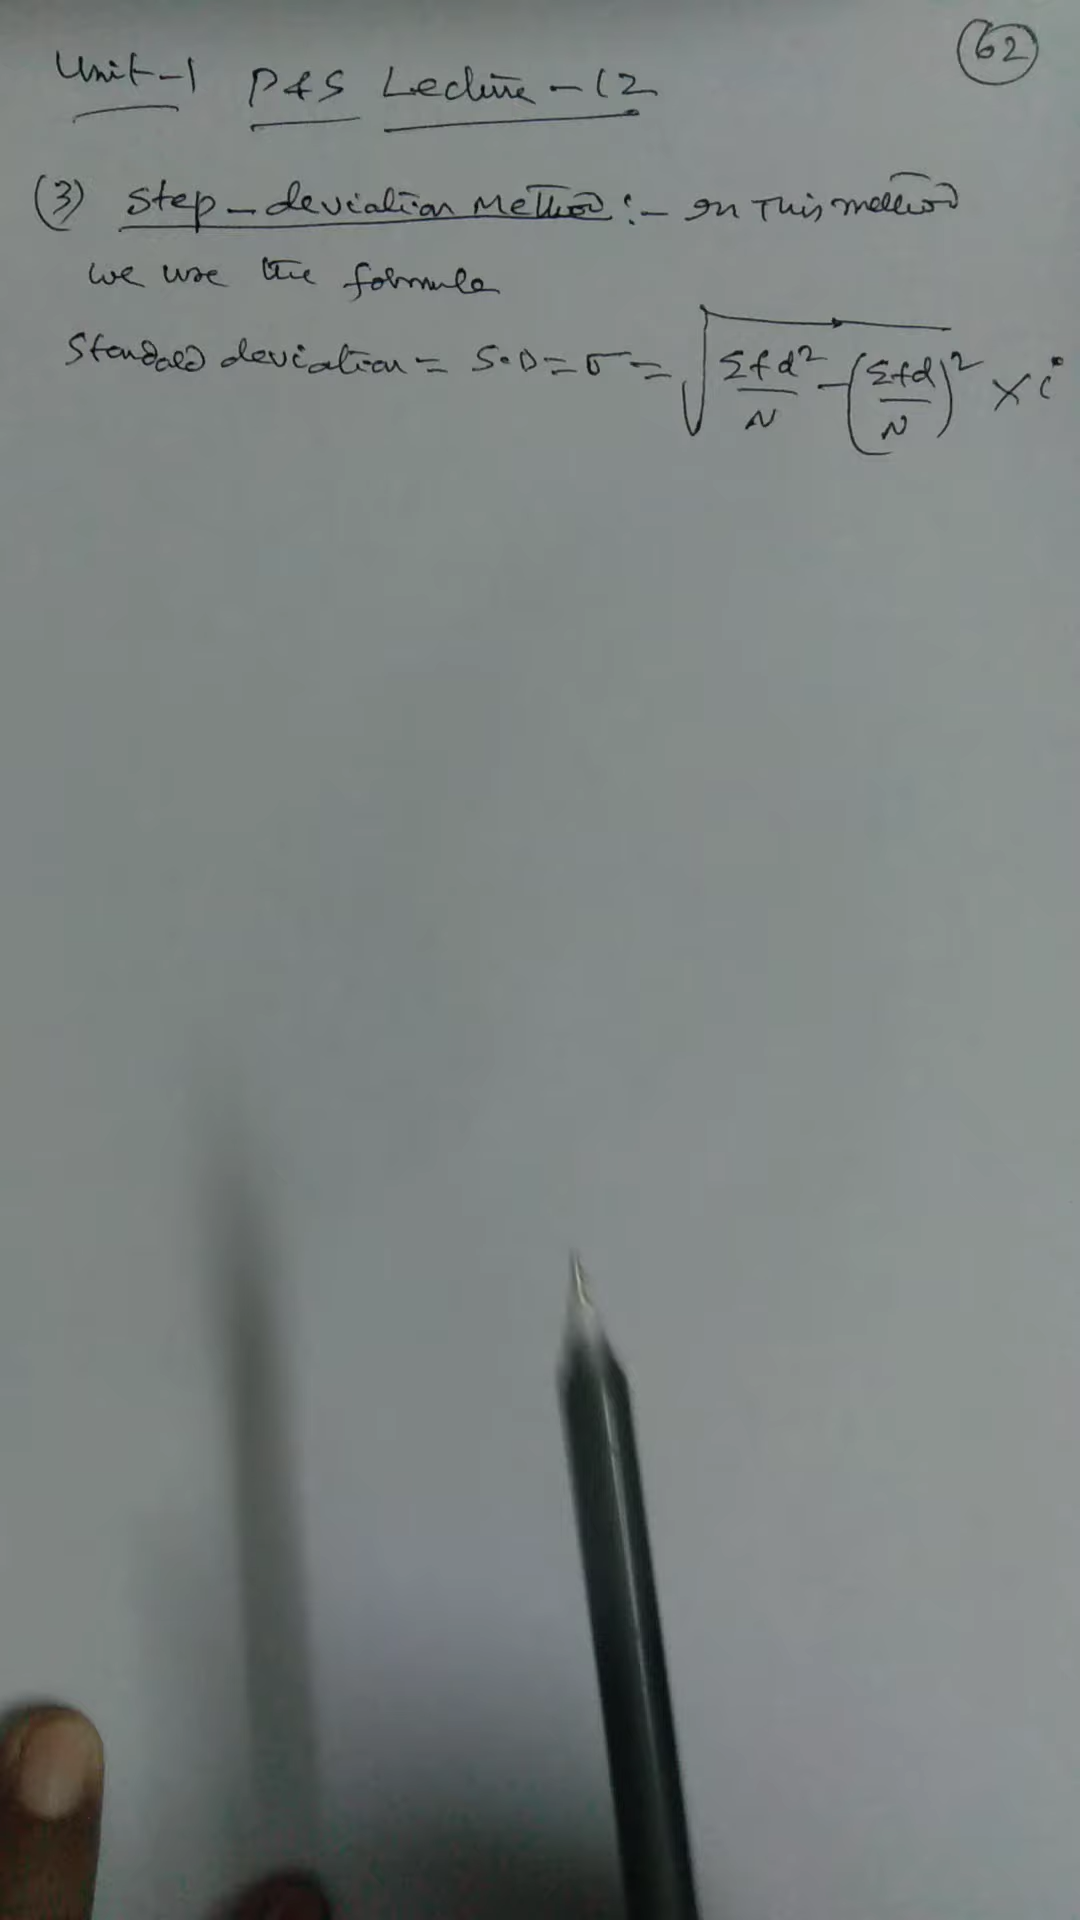 62
Unit-1 P&S Lecture-12
(3) Step-deviation Method:- In This method
we use the formula
Standard deviation = S.D = σ = √(Σfd²/N - (Σfd/N)²) × i